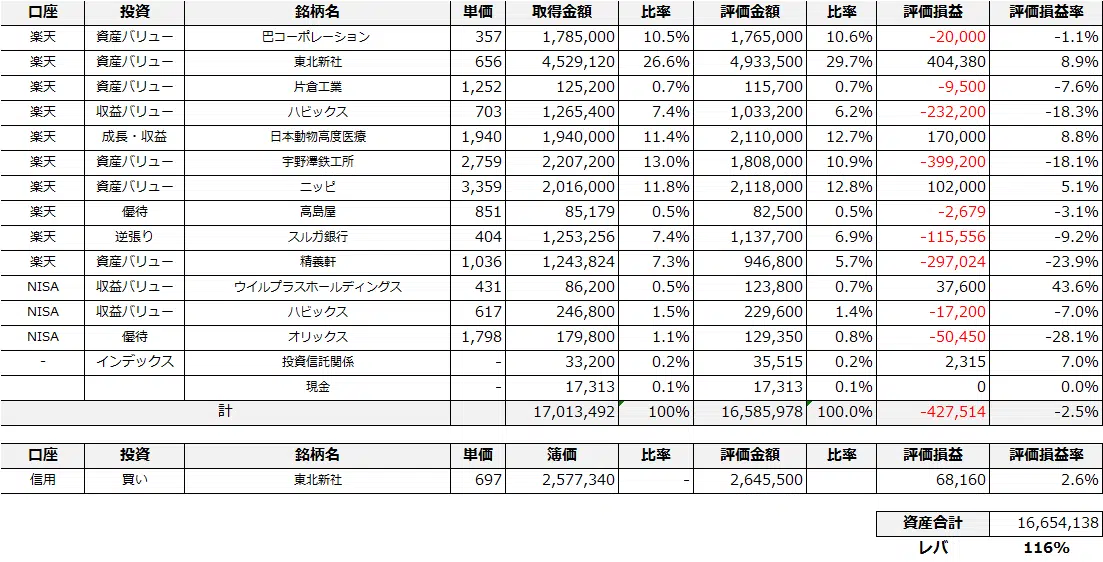 口座 投資 銘柄名 単価 取得金額 比率 評価金額 比率 評価損益 評価損益率
楽天 資産バリュー 巴コーポレーション 357 1,785,000 10.5% 1,765,000 10.6% -20,000 -1.1%
楽天 資産バリュー 東北新社 656 4,529,120 26.6% 4,933,500 29.7% 404,380 8.9%
楽天 資産バリュー 片倉工業 1,252 125,200 0.7% 115,700 0.7% -9,500 -7.6%
楽天 収益バリュー ハビックス 703 1,265,400 7.4% 1,033,200 6.2% -232,200 -18.3%
楽天 成長・収益 日本動物高度医療 1,940 1,940,000 11.4% 2,110,000 12.7% 170,000 8.8%
楽天 資産バリュー 宇野澤鉄工所 2,759 2,207,200 13.0% 1,808,000 10.9% -399,200 -18.1%
楽天 資産バリュー ニッピ 3,359 2,016,000 11.8% 2,118,000 12.8% 102,000 5.1%
楽天 優待 高島屋 851 85,179 0.5% 82,500 0.5% -2,679 -3.1%
楽天 逆張り スルガ銀行 404 1,253,256 7.4% 1,137,700 6.9% -115,556 -9.2%
楽天 資産バリュー 精養軒 1,036 1,243,824 7.3% 946,800 5.7% -297,024 -23.9%
NISA 収益バリュー ウイルプラスホールディングス 431 86,200 0.5% 123,800 0.7% 37,600 43.6%
NISA 収益バリュー ハビックス 617 246,800 1.5% 229,600 1.4% -17,200 -7.0%
NISA 優待 オリックス 1,798 179,800 1.1% 129,350 0.8% -50,450 -28.1%
- インデックス 投資信託関係 - 33,200 0.2% 35,515 0.2% 2,315 7.0%
現金 - 17,313 0.1% 17,313 0.1% 0 0.0%
計 17,013,492 100% 16,585,978 100.0% -427,514 -2.5%
口座 投資 銘柄名 単価 簿価 比率 評価金額 比率 評価損益 評価損益率
信用 買い 東北新社 697 2,577,340 - 2,645,500 68,160 2.6%
資産合計 16,654,138
レバ 116%